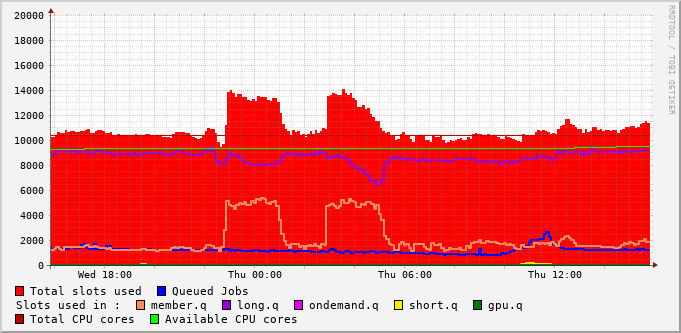 20000
18000
16000
14000
12000
10000
8000
6000
4000
2000
0
Wed 18:00 Thu 00:00 Thu 06:00 Thu 12:00
RRDTOOL / TOBI OETIKER
Total slots used Queued Jobs
Slots used in : member.q long.q ondemand.q short.q gpu.q
Total CPU cores Available CPU cores